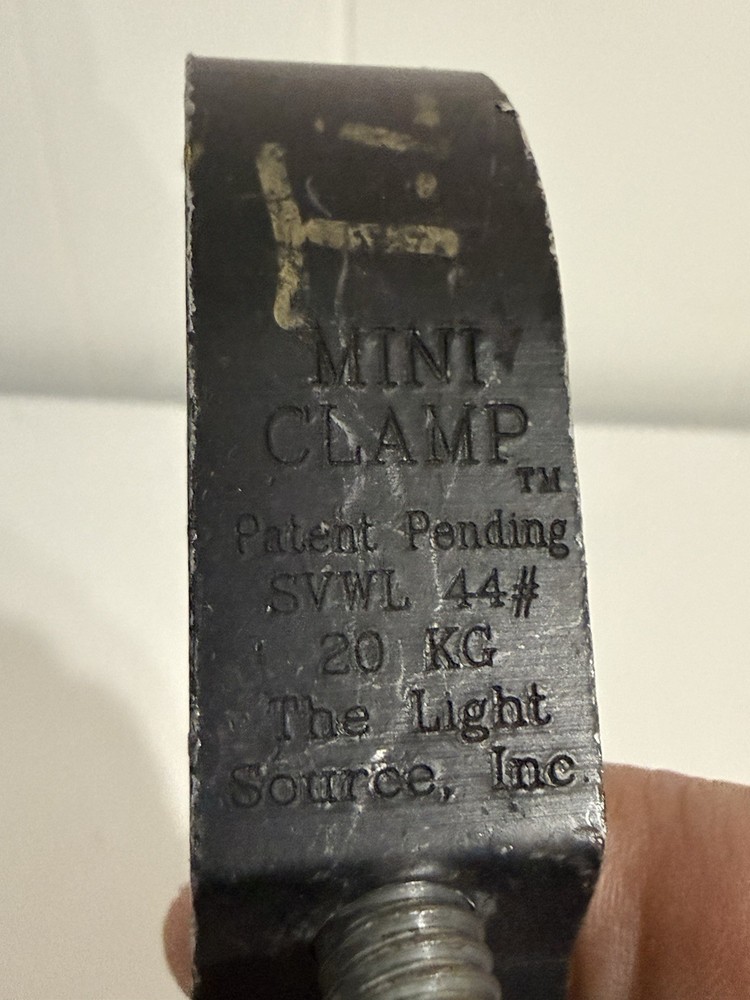 MINI
CLAMP
TM
Patent Pending
SVWL 44#
20 KG
The Light
Source, Inc